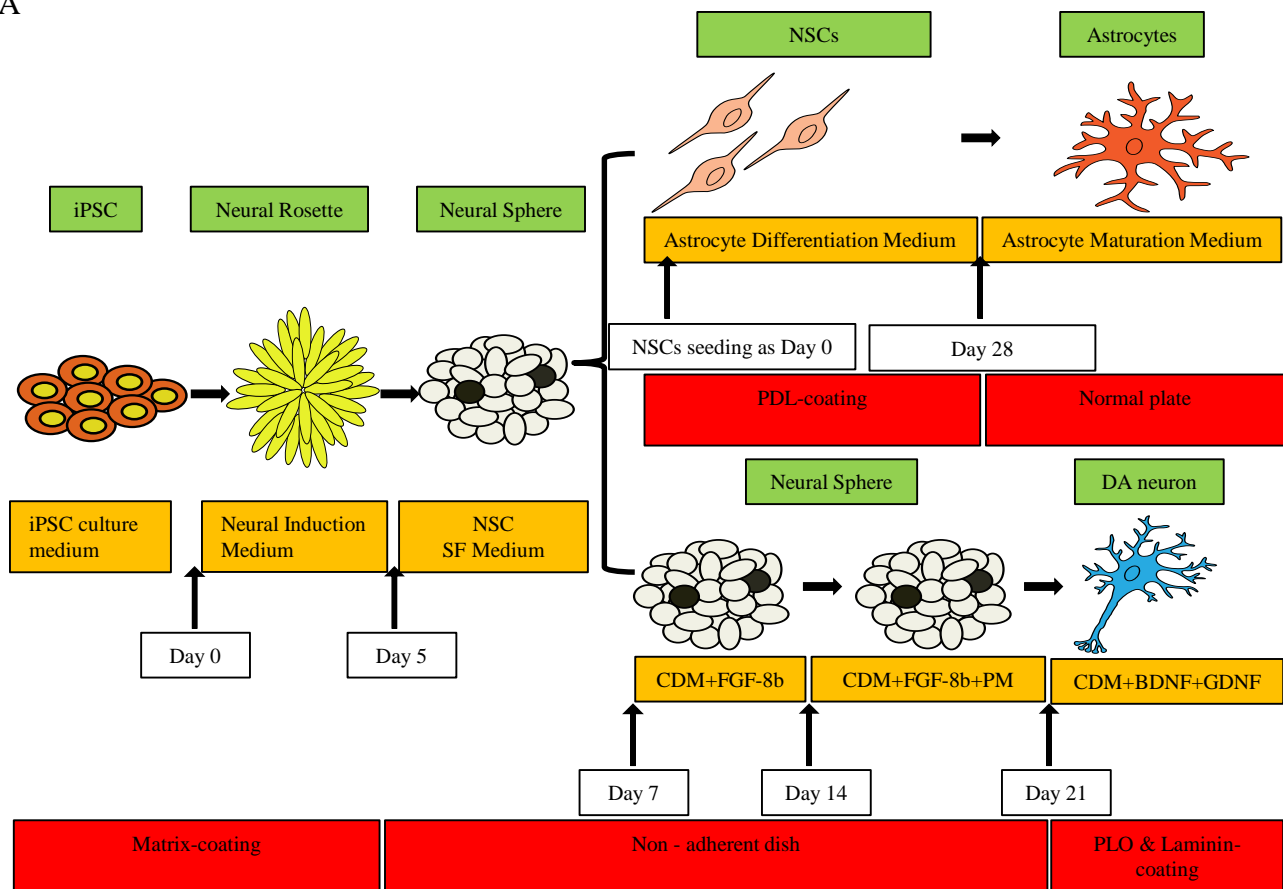 A
NSCs
Astrocytes
iPSC
Neural Rosette
Neural Sphere
Astrocyte Differentiation Medium
Astrocyte Maturation Medium
NSCs seeding as Day 0
Day 28
PDL-coating
Normal plate
Neural Sphere
DA neuron
iPSC culture
medium
Neural Induction
Medium
NSC
SF Medium
Day 0
Day 5
CDM+FGF-8b
CDM+FGF-8b+PM
CDM+BDNF+GDNF
Day 7
Day 14
Day 21
Matrix-coating
Non - adherent dish
PLO & Laminin-
coating